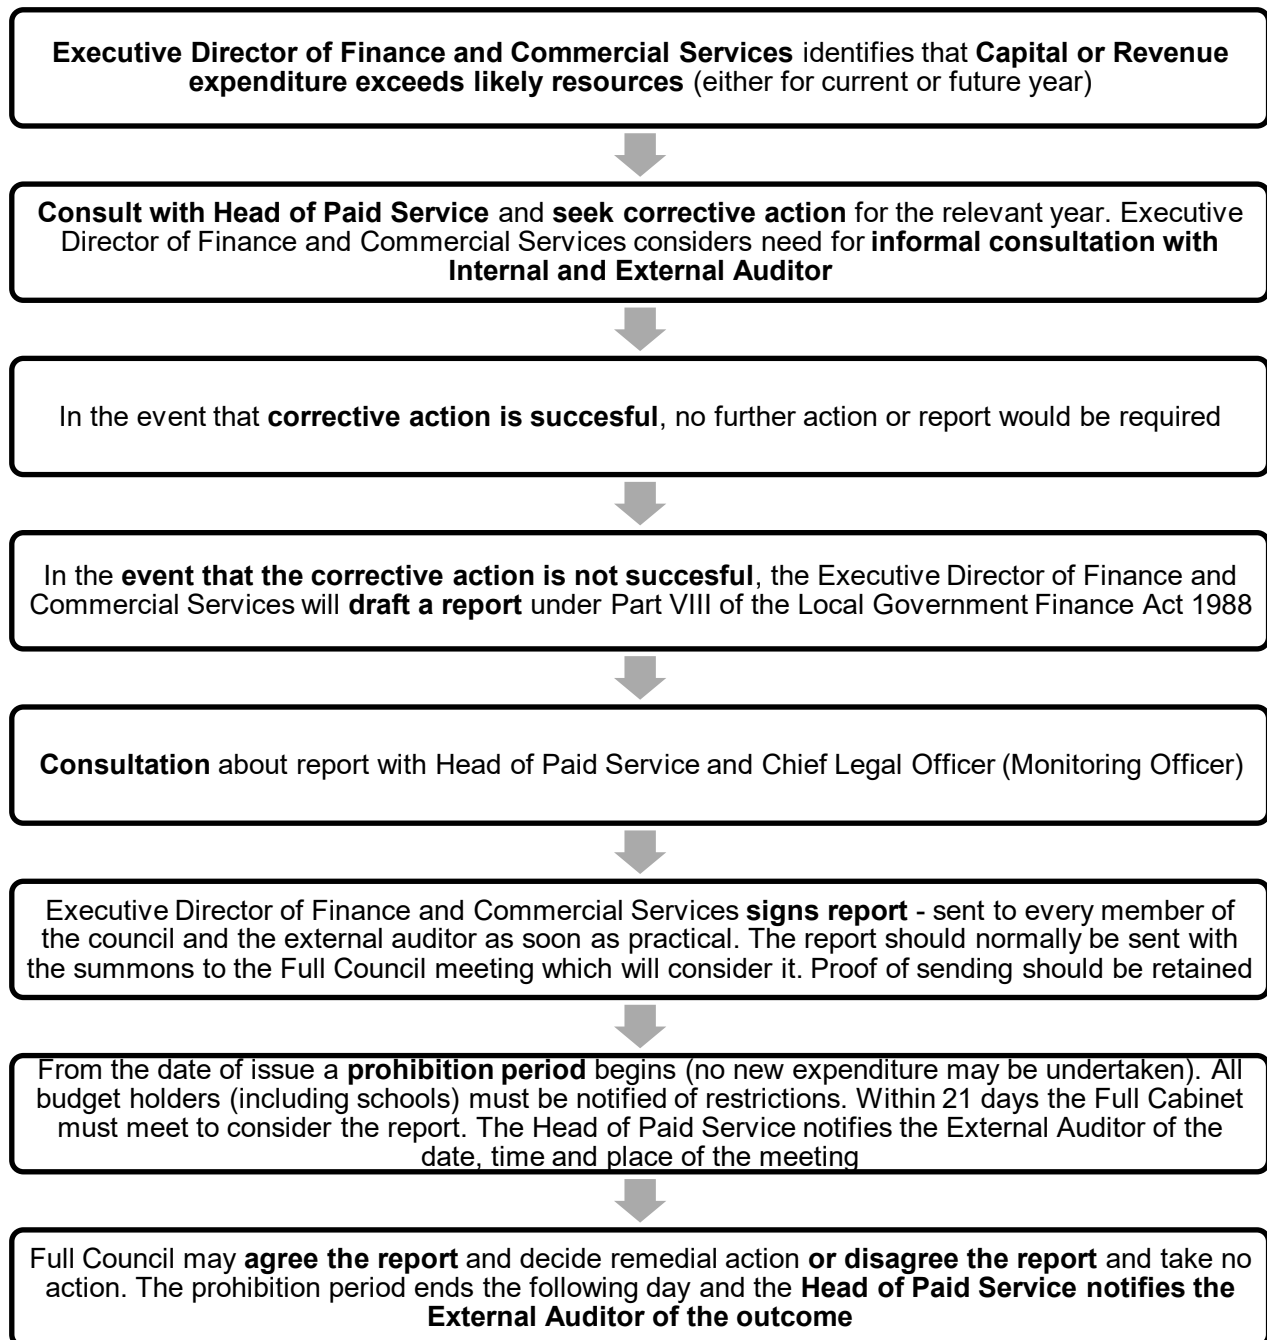 Executive Director of Finance and Commercial Services identifies that Capital or Revenue
expenditure exceeds likely resources (either for current or future year)
Consult with Head of Paid Service and seek corrective action for the relevant year. Executive
Director of Finance and Commercial Services considers need for informal consultation with
Internal and External Auditor
In the event that corrective action is succesful, no further action or report would be required
In the event that the corrective action is not succesful, the Executive Director of Finance and
Commercial Services will draft a report under Part VIII of the Local Government Finance Act 1988
Consultation about report with Head of Paid Service and Chief Legal Officer (Monitoring Officer)
Executive Director of Finance and Commercial Services signs report - sent to every member of
the council and the external auditor as soon as practical. The report should normally be sent with
the summons to the Full Council meeting which will consider it. Proof of sending should be retained
From the date of issue a prohibition period begins (no new expenditure may be undertaken). All
budget holders (including schools) must be notified of restrictions. Within 21 days the Full Cabinet
must meet to consider the report. The Head of Paid Service notifies the External Auditor of the
date, time and place of the meeting
Full Council may agree the report and decide remedial action or disagree the report and take no
action. The prohibition period ends the following day and the Head of Paid Service notifies the
External Auditor of the outcome